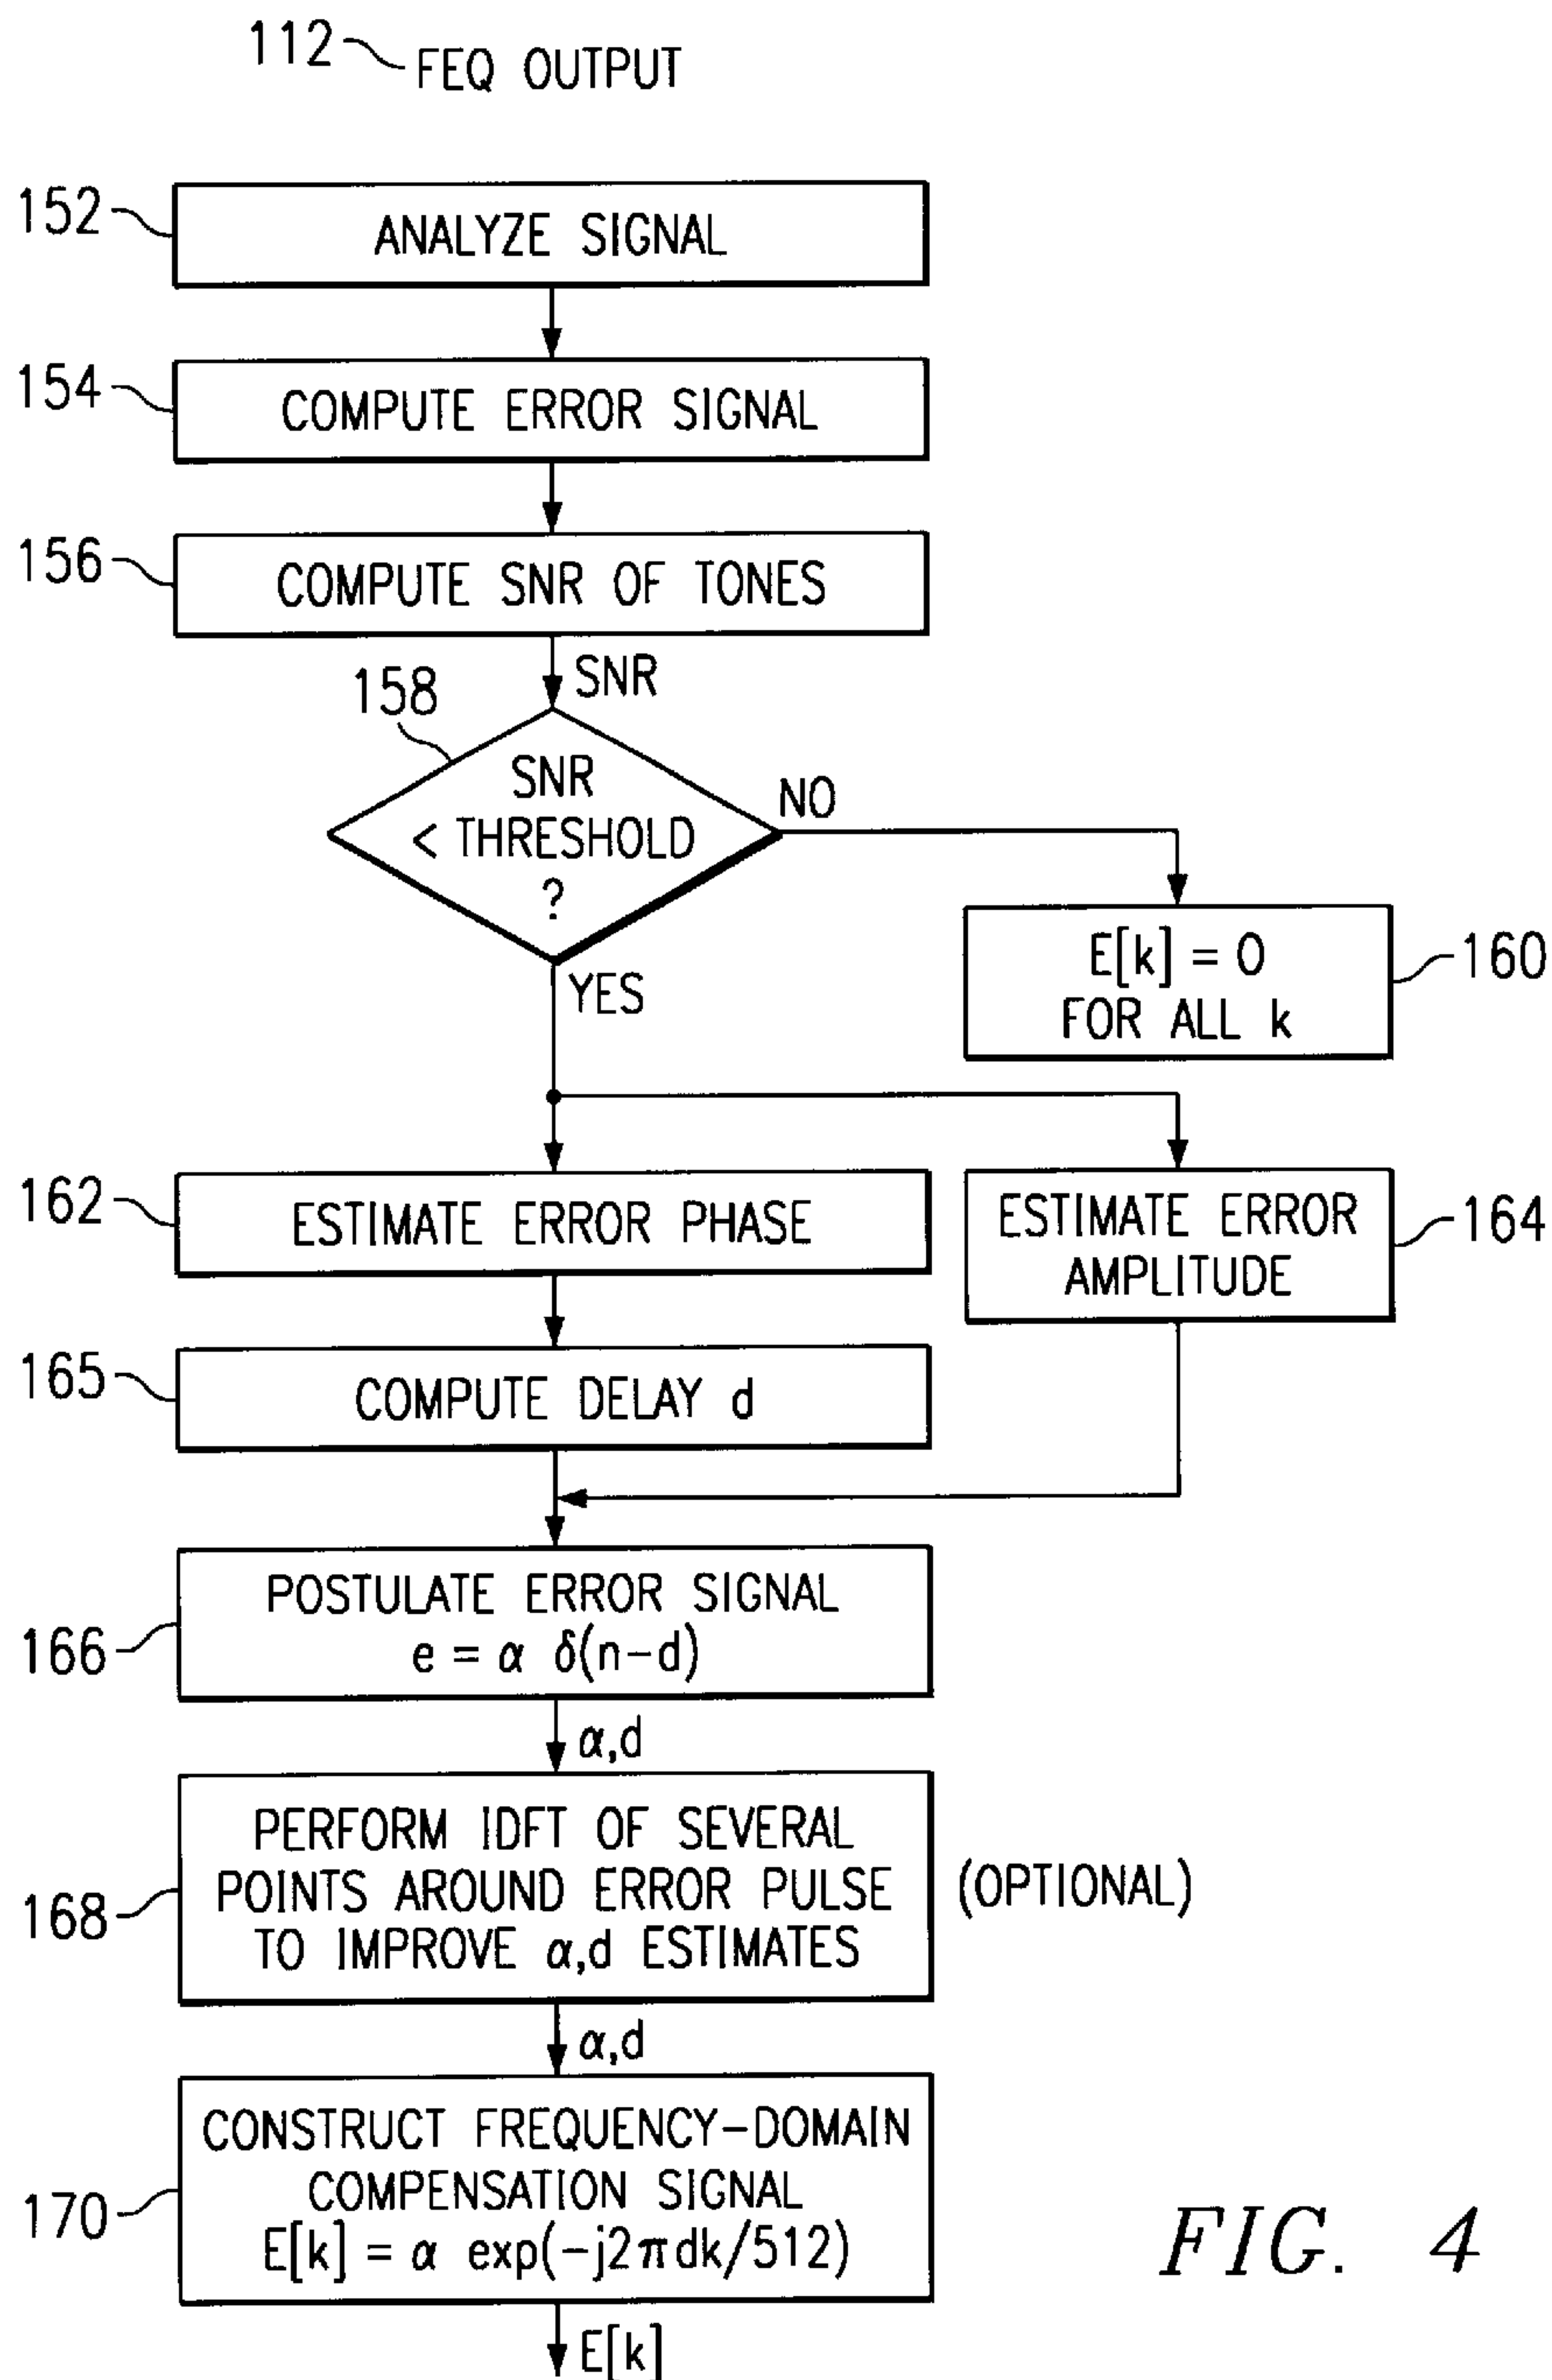 112
FEQ OUTPUT
152
ANALYZE SIGNAL
154
COMPUTE ERROR SIGNAL
156
COMPUTE SNR OF TONES
SNR
158
SNR
< THRESHOLD
?
NO
YES
E[k] = 0
FOR ALL k
160
162
ESTIMATE ERROR PHASE
ESTIMATE ERROR
AMPLITUDE
164
165
COMPUTE DELAY d
166
POSTULATE ERROR SIGNAL
e = α δ(n-d)
α,d
168
PERFORM IDFT OF SEVERAL
POINTS AROUND ERROR PULSE
TO IMPROVE α,d ESTIMATES
(OPTIONAL)
α,d
170
CONSTRUCT FREQUENCY-DOMAIN
COMPENSATION SIGNAL
E[k] = α exp(-j2πdk/512)
E[k]
FIG. 4